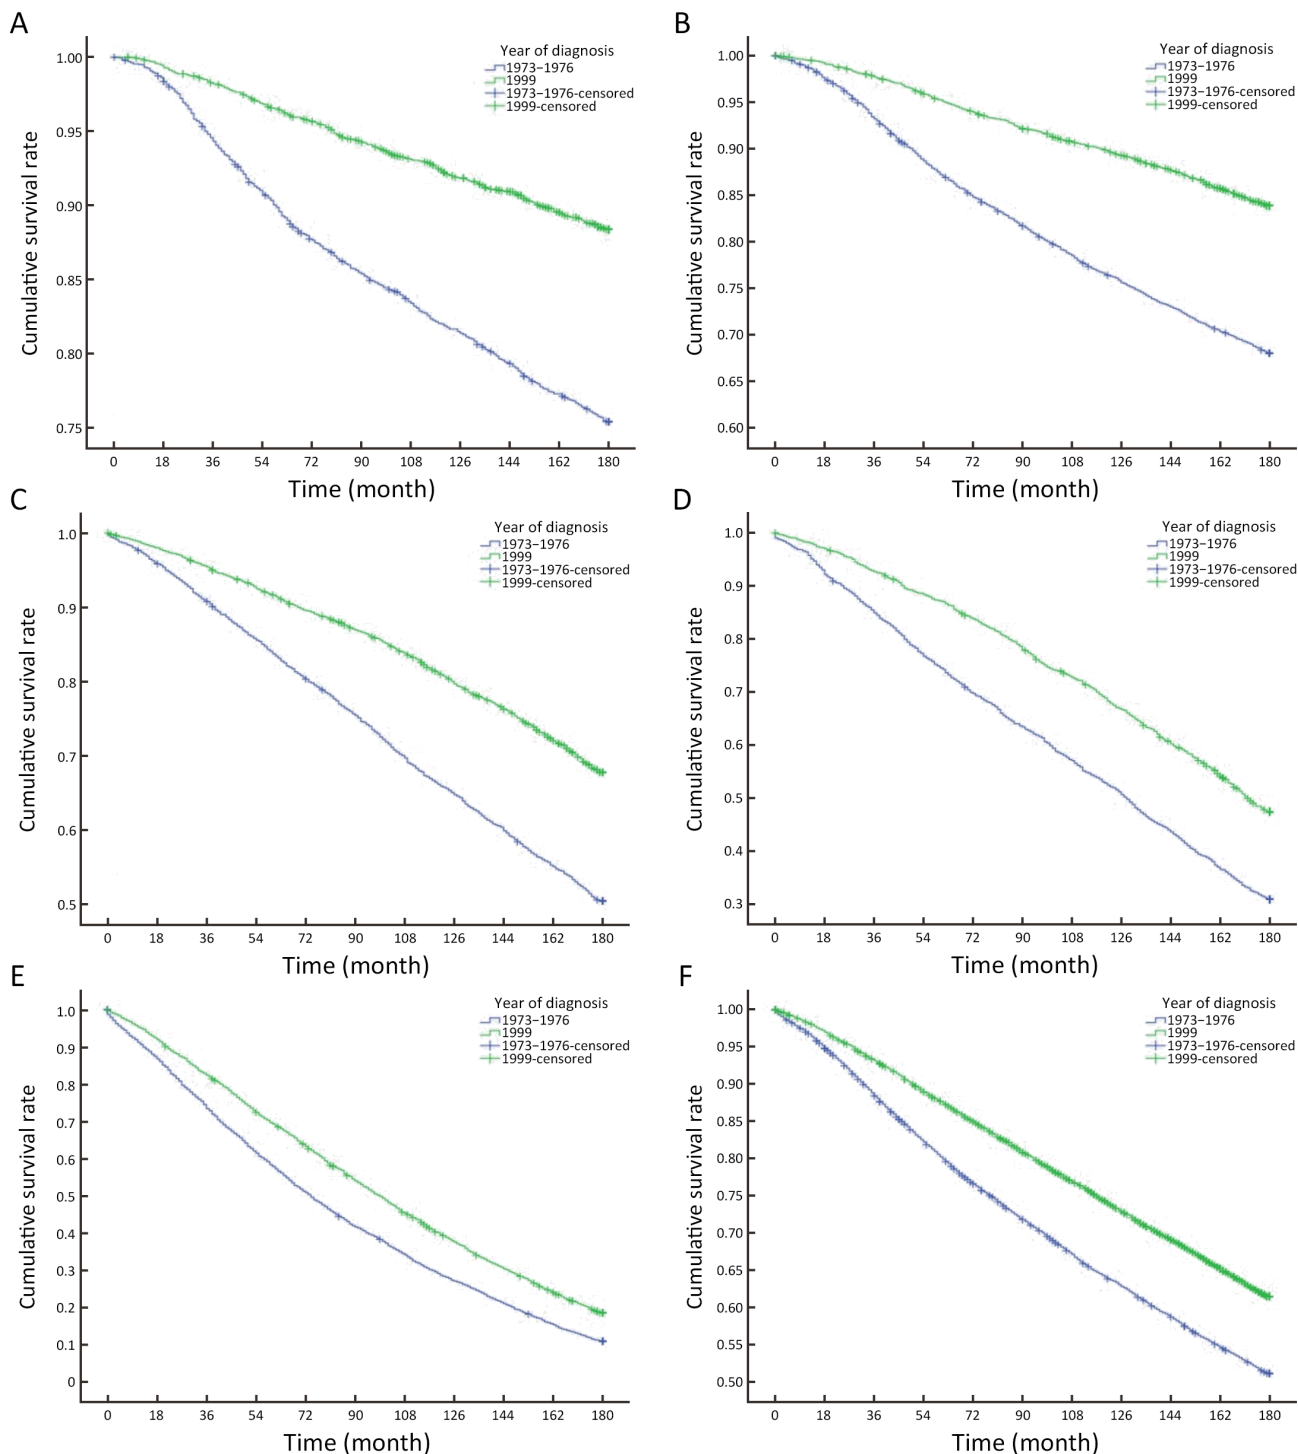 A
Year of diagnosis
1973–1976
1999
1973–1976-censored
1999-censored
Cumulative survival rate
1.00
0.95
0.90
0.85
0.80
0.75
0 18 36 54 72 90 108 126 144 162 180
Time (month)
B
Year of diagnosis
1973–1976
1999
1973–1976-censored
1999-censored
Cumulative survival rate
1.00
0.95
0.90
0.85
0.80
0.75
0.70
0.65
0.60
0 18 36 54 72 90 108 126 144 162 180
Time (month)
C
Year of diagnosis
1973–1976
1999
1973–1976-censored
1999-censored
Cumulative survival rate
1.0
0.9
0.8
0.7
0.6
0.5
0 18 36 54 72 90 108 126 144 162 180
Time (month)
D
Year of diagnosis
1973–1976
1999
1973–1976-censored
1999-censored
Cumulative survival rate
1.0
0.9
0.8
0.7
0.6
0.5
0.4
0.3
0 18 36 54 72 90 108 126 144 162 180
Time (month)
E
Year of diagnosis
1973–1976
1999
1973–1976-censored
1999-censored
Cumulative survival rate
1.0
0.9
0.8
0.7
0.6
0.5
0.4
0.3
0.2
0.1
0
0 18 36 54 72 90 108 126 144 162 180
Time (month)
F
Year of diagnosis
1973–1976
1999
1973–1976-censored
1999-censored
Cumulative survival rate
1.00
0.95
0.90
0.85
0.80
0.75
0.70
0.65
0.60
0.55
0.50
0 18 36 54 72 90 108 126 144 162 180
Time (month)